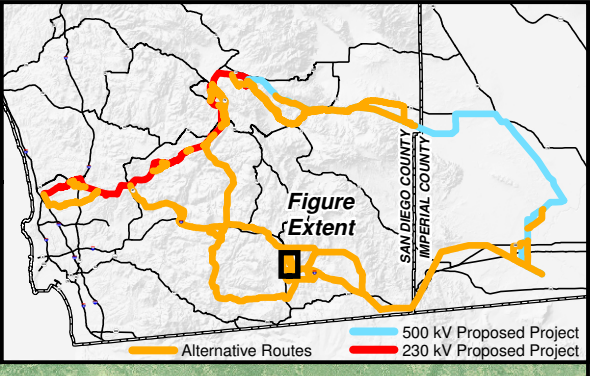 SAN DIEGO COUNTY
IMPERIAL COUNTY
Figure
Extent
500 kV Proposed Project
Alternative Routes
230 kV Proposed Project